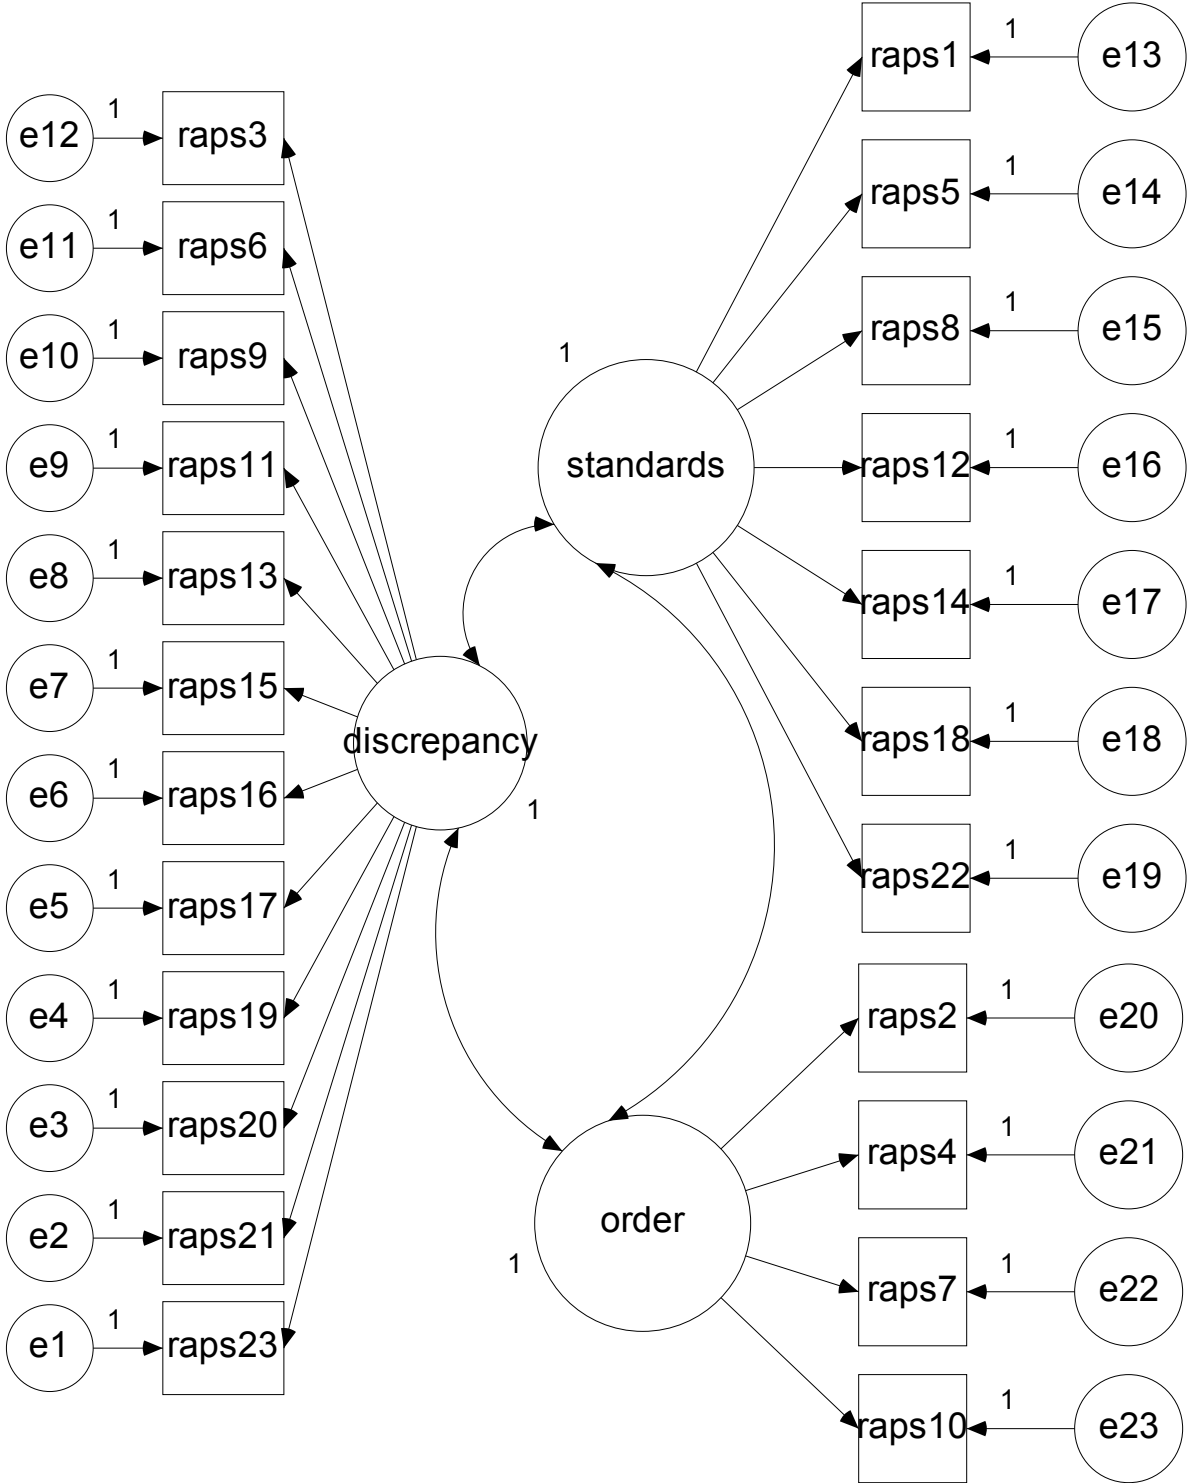 e12 1 raps3
e11 1 raps6
e10 1 raps9
e9 1 raps11
e8 1 raps13
e7 1 raps15
e6 1 raps16
e5 1 raps17
e4 1 raps19
e3 1 raps20
e2 1 raps21
e1 1 raps23
discrepancy
1
1
standards
order
1
raps1 1 e13
raps5 1 e14
raps8 1 e15
raps12 1 e16
raps14 1 e17
raps18 1 e18
raps22 1 e19
raps2 1 e20
raps4 1 e21
raps7 1 e22
raps10 1 e23